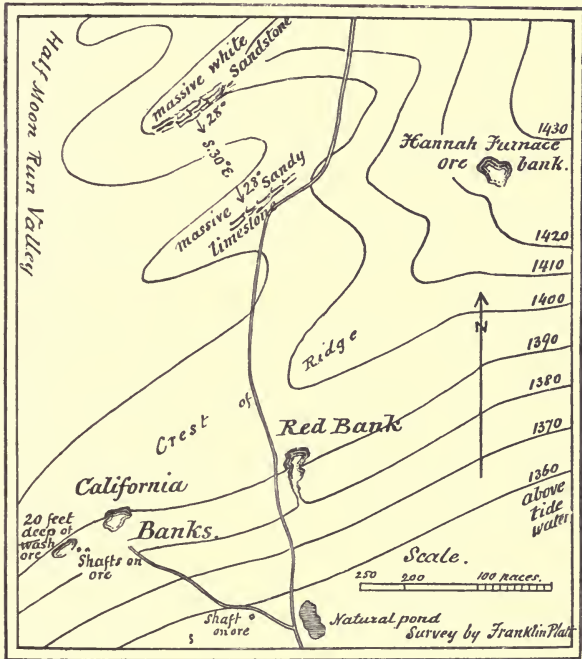 Half Moon Run Valley
massive white
Sandstone
28°
S.30°E
28°
massive Sandy
limestone
Hannah Furnace
ore bank.
1430
1420
1410
1400
1390
1380
1370
1360
above
tide
water
N
Crest of Ridge
Red Bank
California
Banks.
20 feet
deep of
wash
ore
Shafts on
ore
Shaft
on ore
s
Natural pond
Scale.
250 200 100 paces.
Survey by Franklin Platt